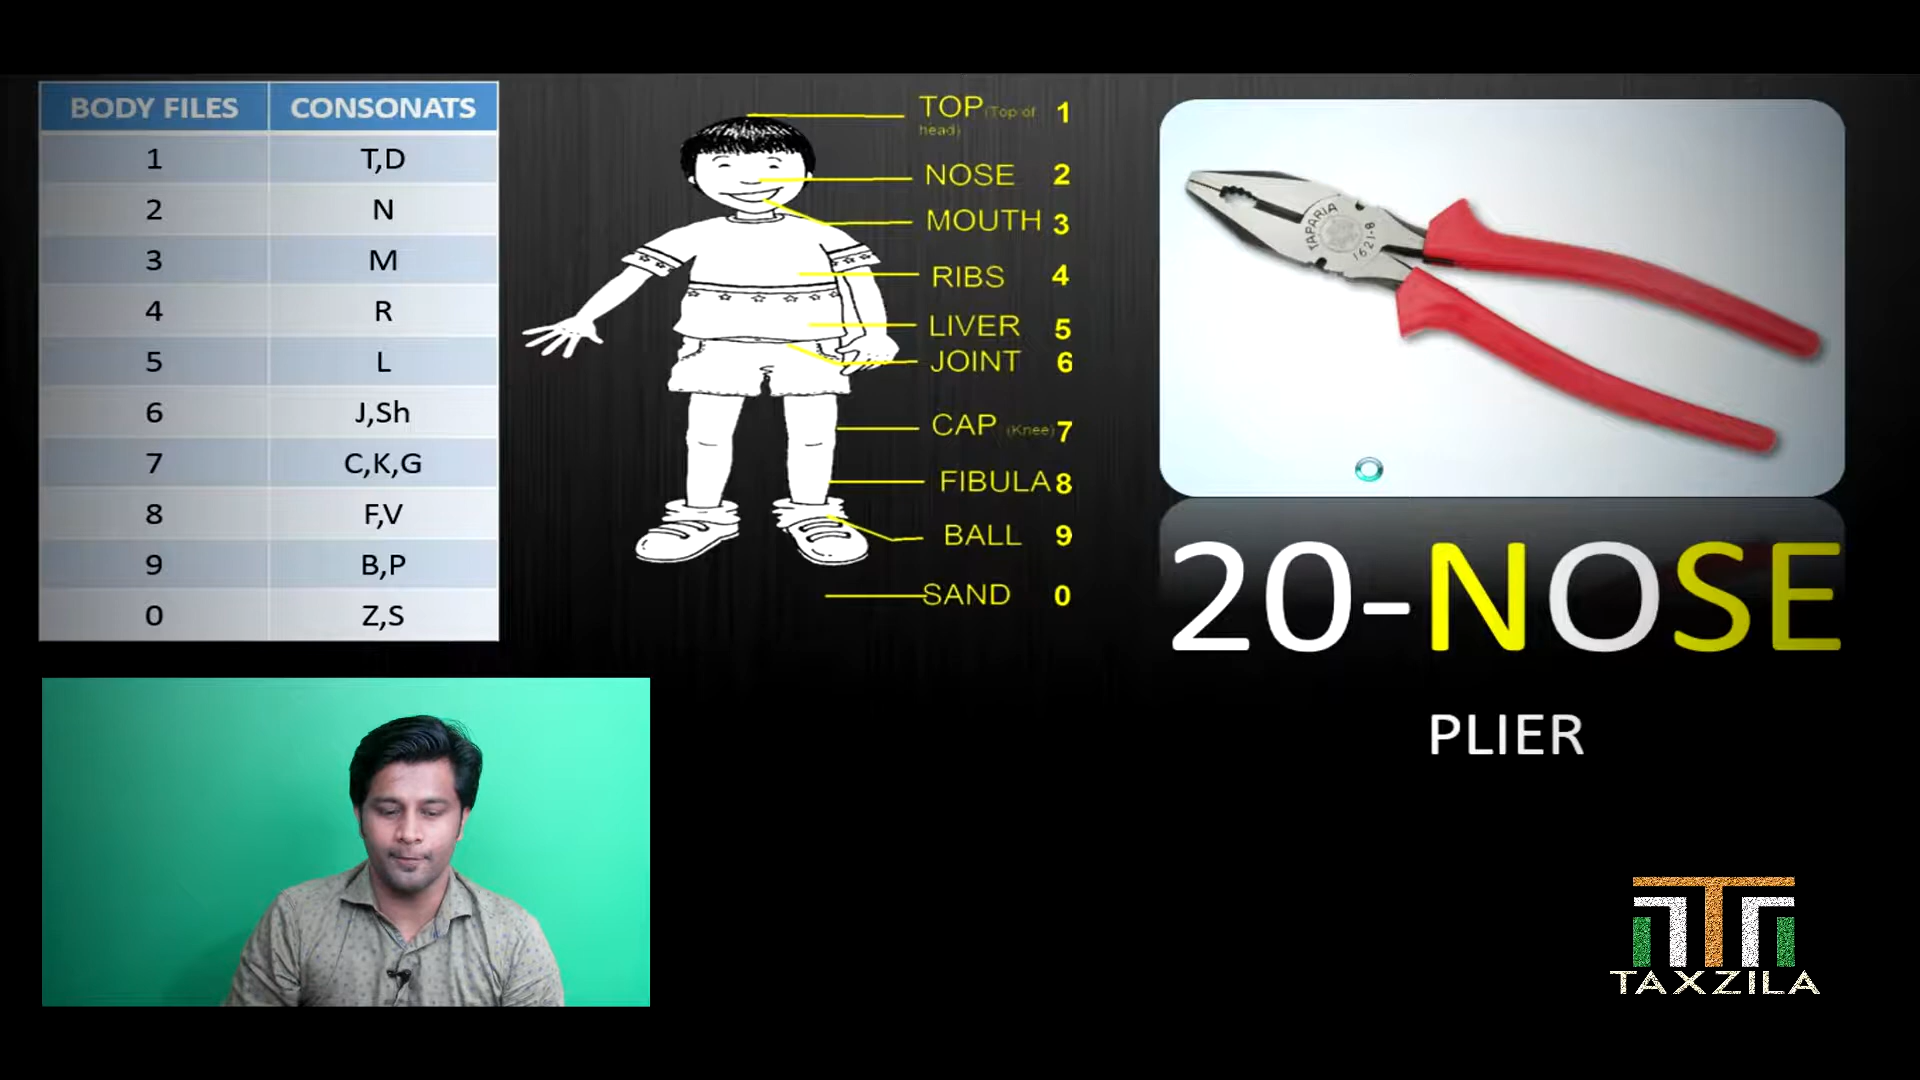 BODY FILES CONSONATS
1 T,D
2 N
3 M
4 R
5 L
6 J,Sh
7 C,K,G
8 F,V
9 B,P
0 Z,S
TOP (Top of head) 1
NOSE 2
MOUTH 3
RIBS 4
LIVER 5
JOINT 6
CAP (Knee) 7
FIBULA 8
BALL 9
SAND 0
TAPARIA
1621-8
20-NOSE
PLIER
TAXZILA